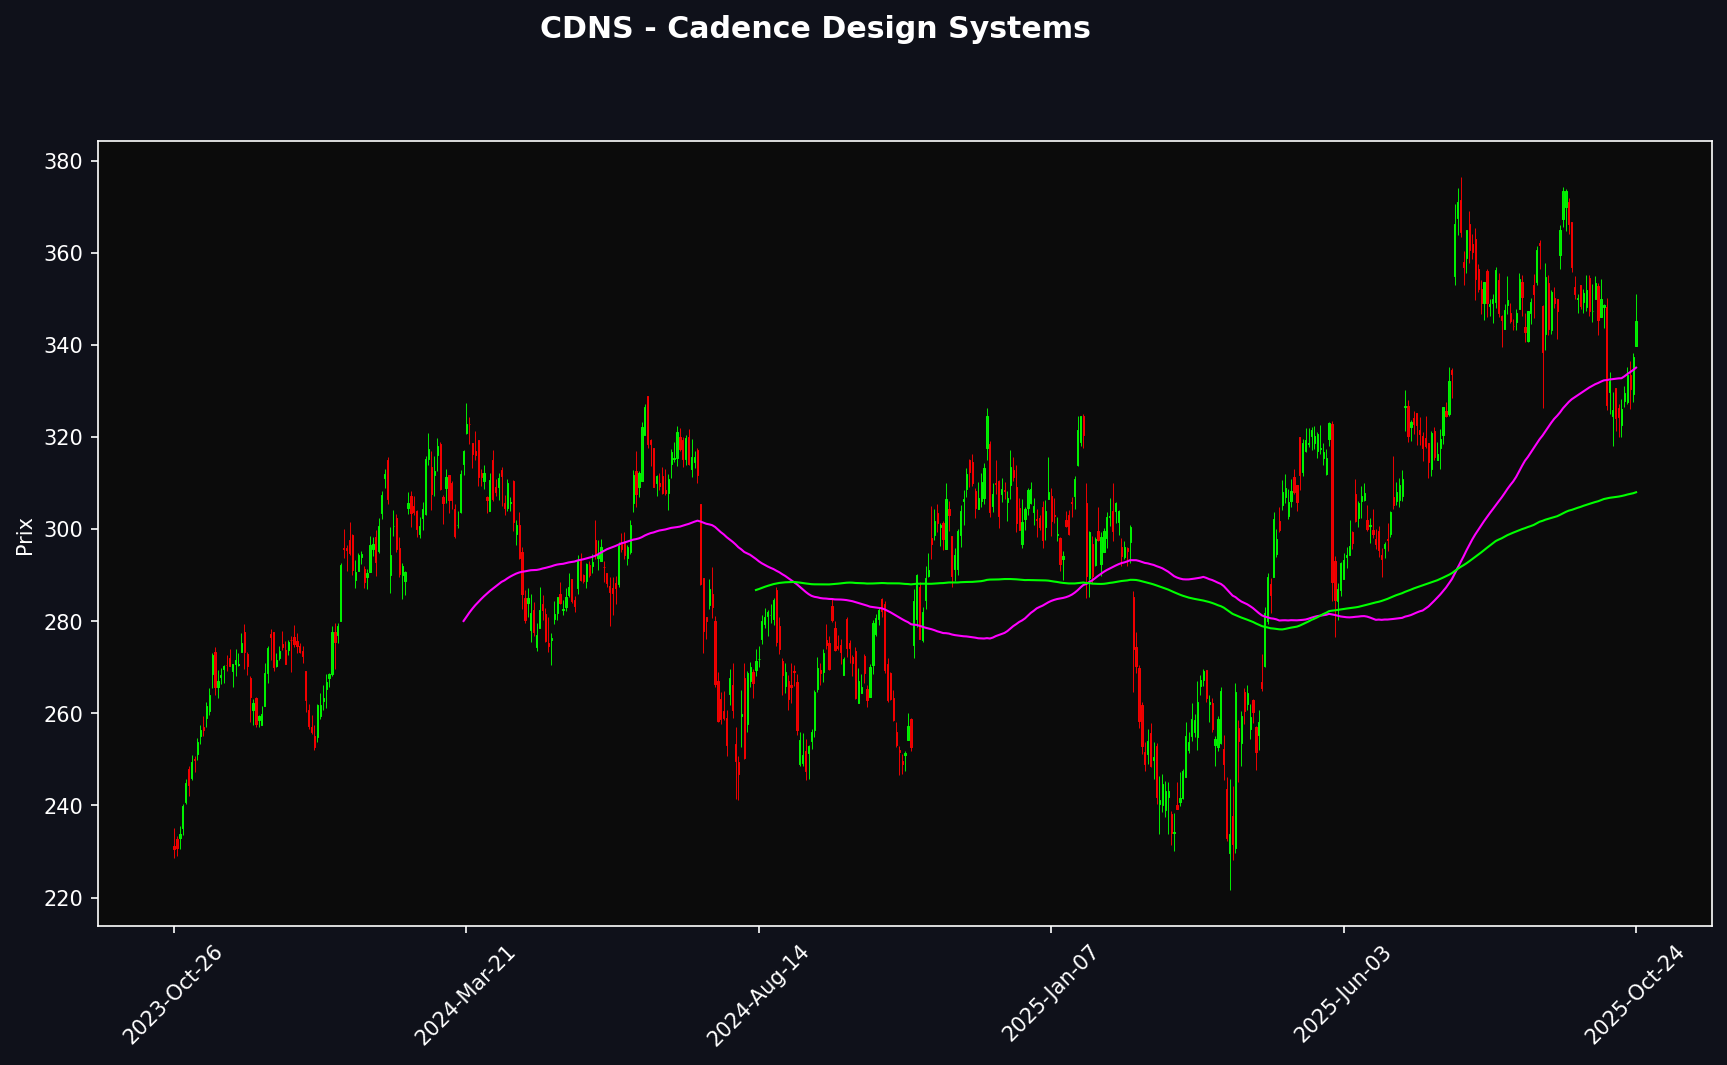 CDNS - Cadence Design Systems
Prix
380
360
340
320
300
280
260
240
220
2023-Oct-26
2024-Mar-21
2024-Aug-14
2025-Jan-07
2025-Jun-03
2025-Oct-24